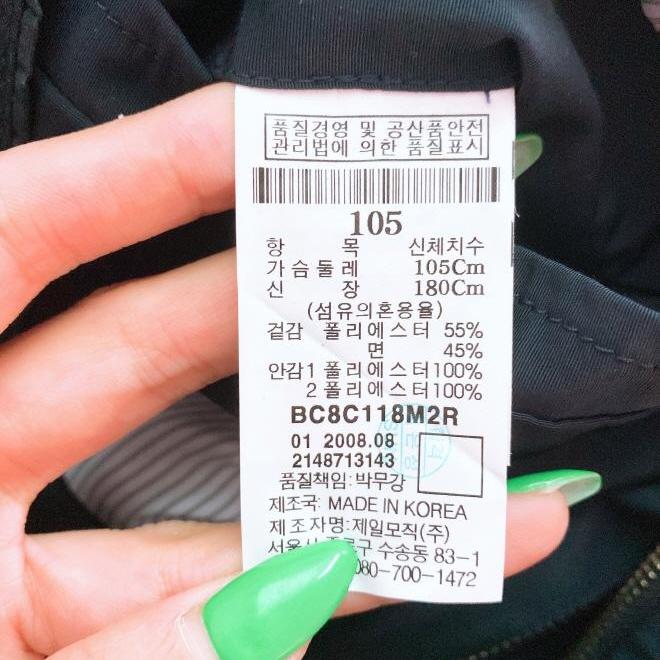 품질경영 및 공산품안전
관리법에 의한 품질표시
105
항 목 신체치수
가슴둘레 105Cm
신 장 180Cm
(섬유의혼용율)
겉감 폴리에스터 55%
면 45%
안감1 폴리에스터100%
2 폴리에스터100%
BC8C118M2R
01 2008.08
2148713143
품질책임:박무강
제조국: MADE IN KOREA
제조자명:제일모직(주)
수송동 83-1
080-700-1472